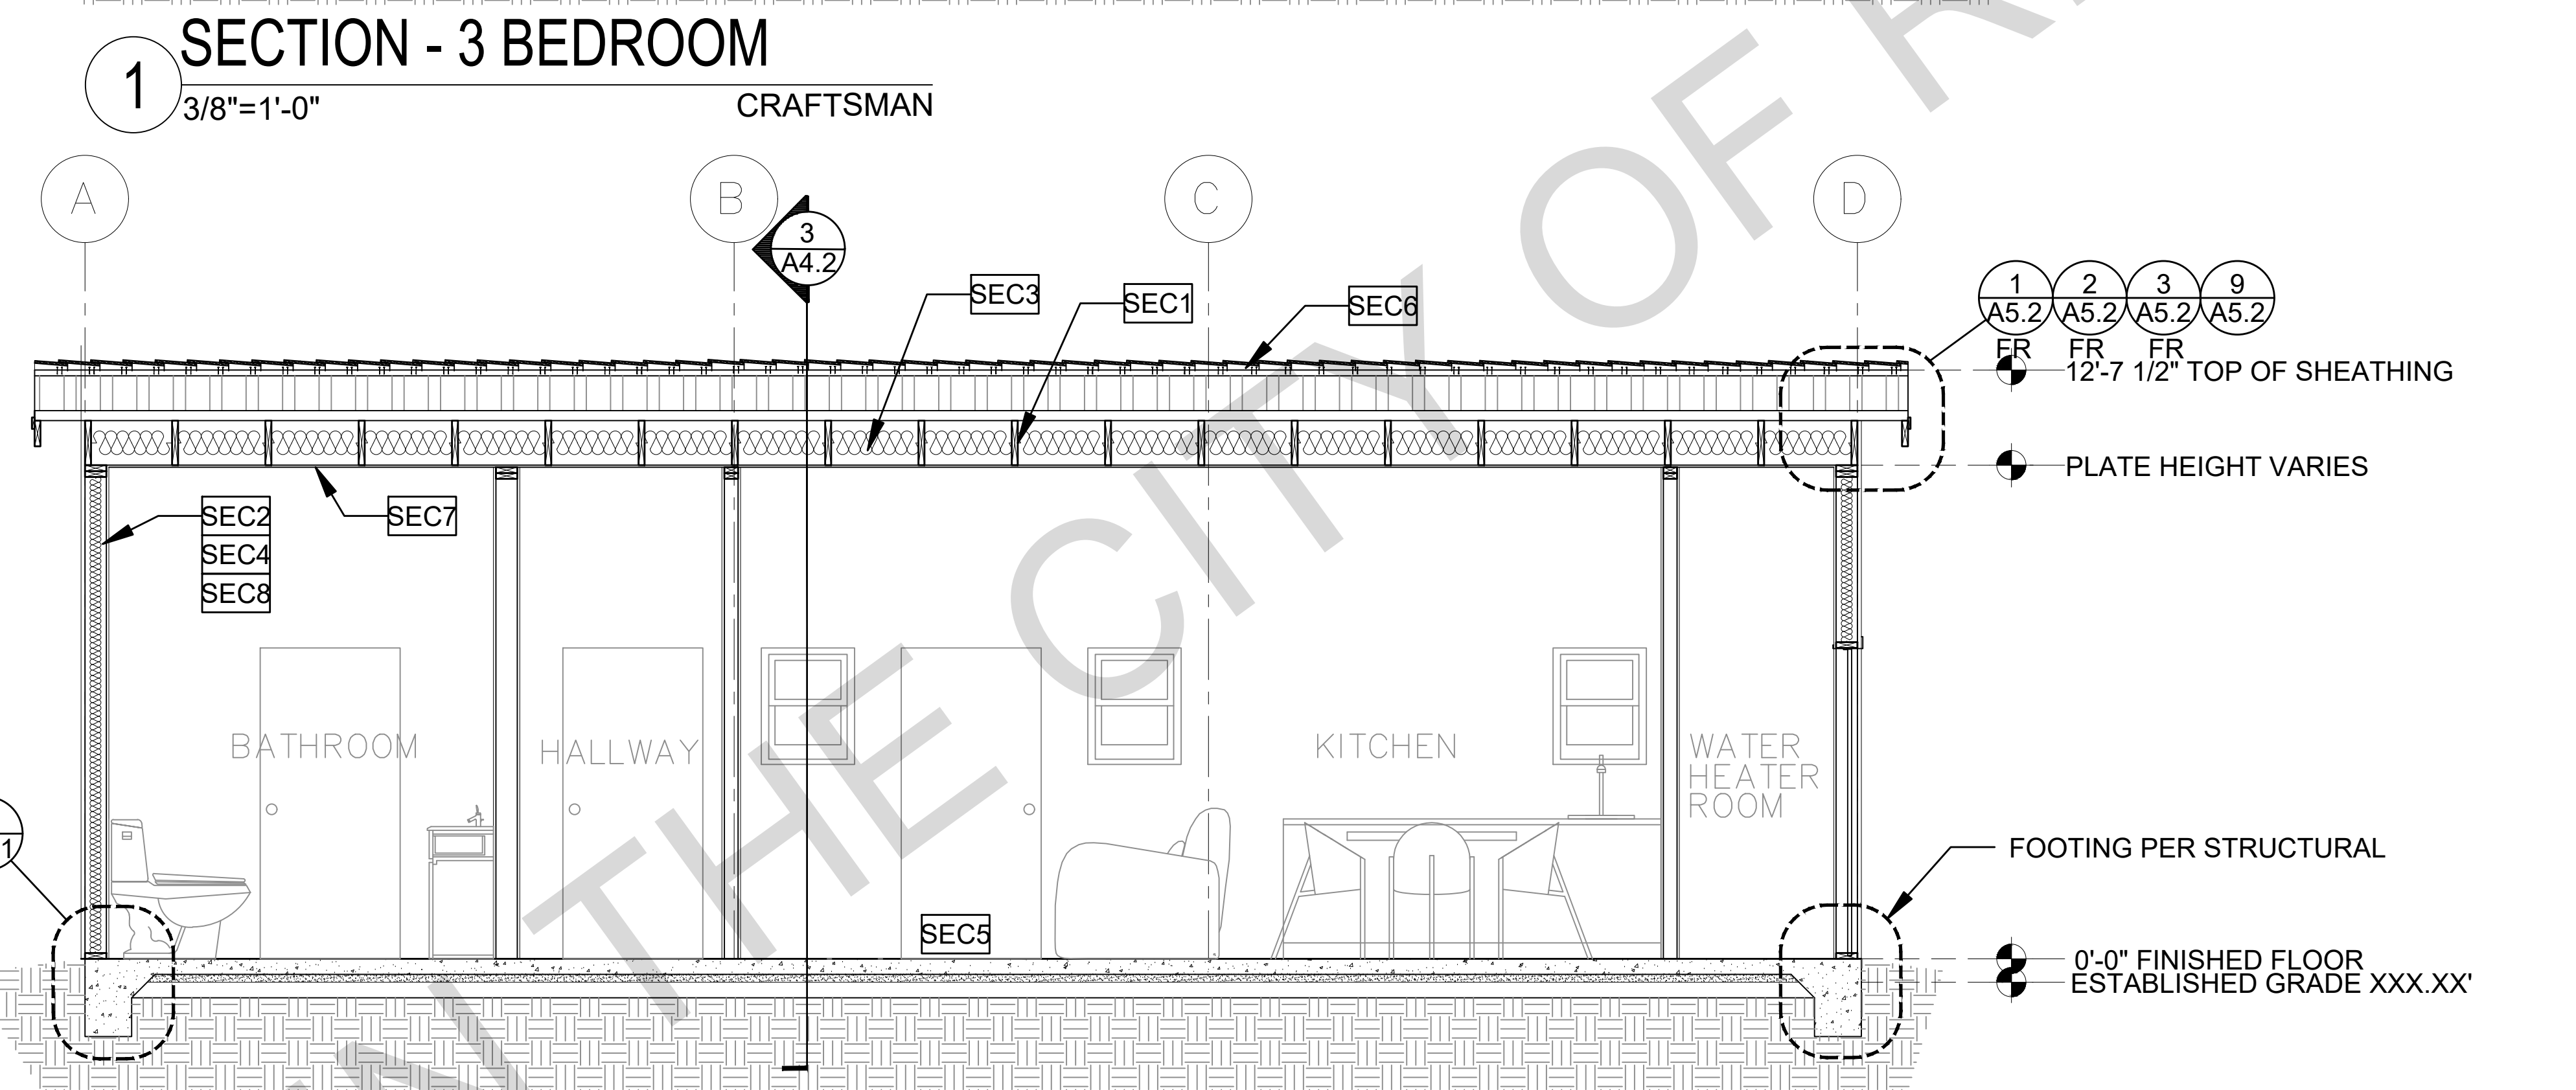 SECTION - 3 BEDROOM
1
3/8"=1'-0"
CRAFTSMAN
A
B
C
D
3
A4.2
SEC3
SEC1
SEC6
1
A5.2
FR
2
A5.2
FR
3
A5.2
FR
9
A5.2
12'-7 1/2" TOP OF SHEATHING
PLATE HEIGHT VARIES
SEC2
SEC4
SEC8
SEC7
BATHROOM
HALLWAY
KITCHEN
WATER
HEATER
ROOM
1
FOOTING PER STRUCTURAL
SEC5
0'-0" FINISHED FLOOR
ESTABLISHED GRADE XXX.XX'
THE CITY OF